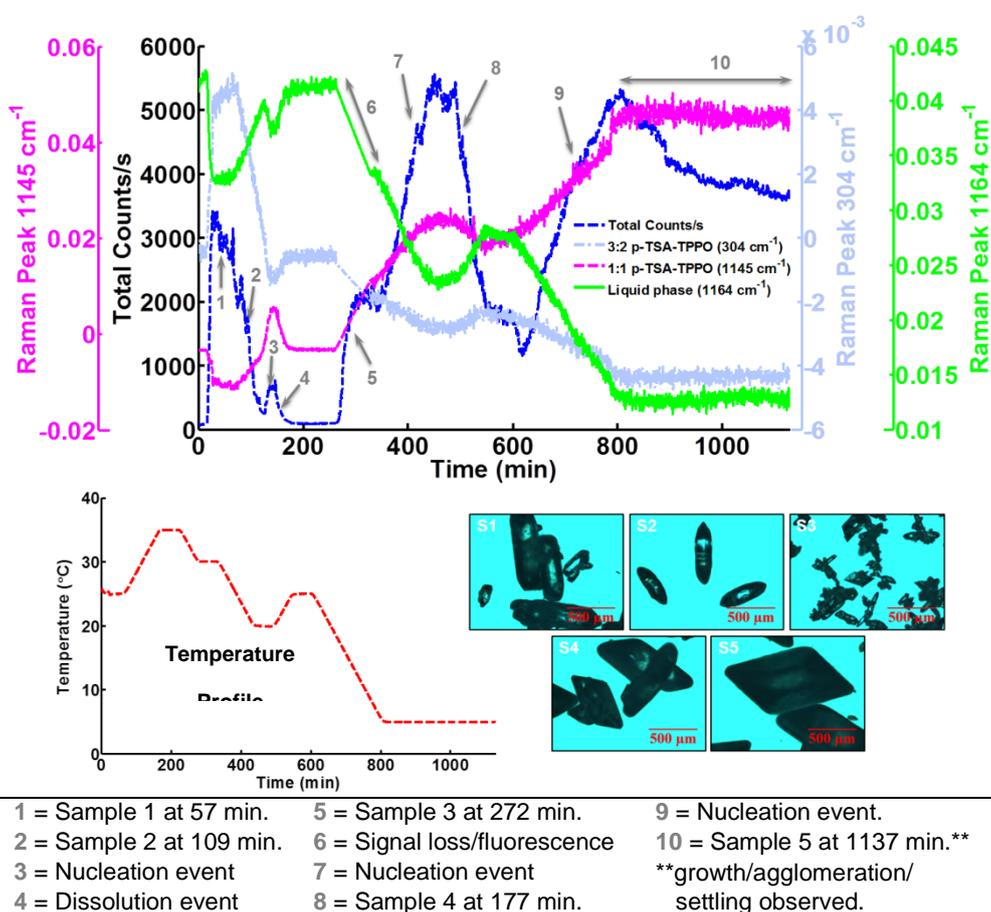 0.06
6000
x 10⁻³
6
0.045
5000
0.04
4
0.04
4000
0.035
2
3000
0.02
0
0.03
2000
0.025
-2
0
0.02
1000
-4
0.015
-0.02
0
-6
0.01
Raman Peak 1145 cm⁻¹
Total Counts/s
Raman Peak 304 cm⁻¹
Raman Peak 1164 cm⁻¹
1
2
3
4
5
6
7
8
9
10
Total Counts/s
3:2 p-TSA-TPPO (304 cm⁻¹)
1:1 p-TSA-TPPO (1145 cm⁻¹)
Liquid phase (1164 cm⁻¹)
0 200 400 600 800 1000
Time (min)
40
30
20
10
0
Temperature (°C)
Temperature
Profile
0 200 400 600 800 1000
Time (min)
S1 S2 S3
500 µm 500 µm 500 µm
S4 S5
500 µm 500 µm
1 = Sample 1 at 57 min.
2 = Sample 2 at 109 min.
3 = Nucleation event
4 = Dissolution event
5 = Sample 3 at 272 min.
6 = Signal loss/fluorescence
7 = Nucleation event
8 = Sample 4 at 177 min.
9 = Nucleation event.
10 = Sample 5 at 1137 min.**
**growth/agglomeration/
settling observed.